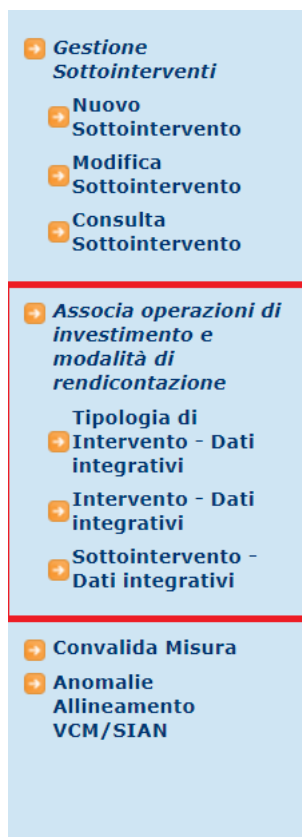 Gestione
Sottointerventi
Nuovo
Sottointervento
Modifica
Sottointervento
Consulta
Sottointervento
Associa operazioni di
investimento e
modalità di
rendicontazione
Tipologia di
Intervento - Dati
integrativi
Intervento - Dati
integrativi
Sottointervento -
Dati integrativi
Convalida Misura
Anomalie
Allineamento
VCM/SIAN